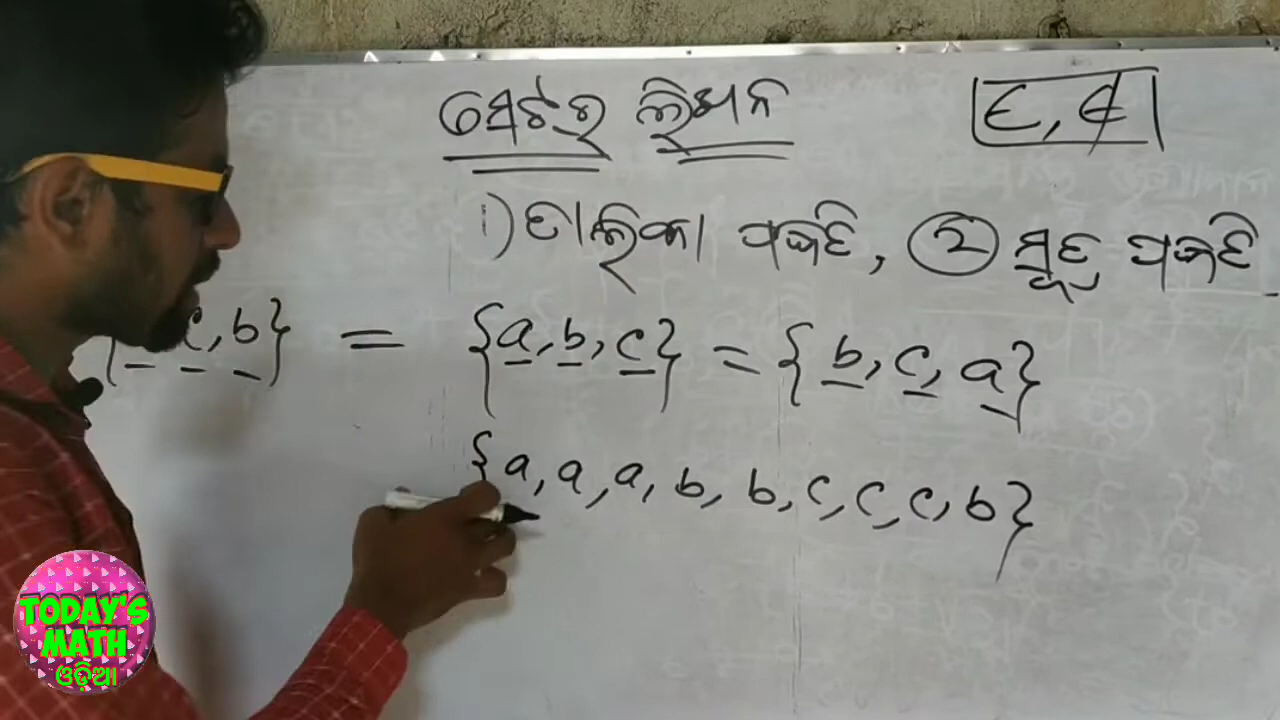 ସେଟ୍‌ର ଲିଖନ
∈, ∉
1) ତାଲିକା ପଦ୍ଧତି, ② ସୂତ୍ର ପଦ୍ଧତି
c, b} = {a, b, c} = {b, c, a}
{a, a, a, b, b, c, c, c, b}
TODAY'S
MATH
ଓଡ଼ିଆ